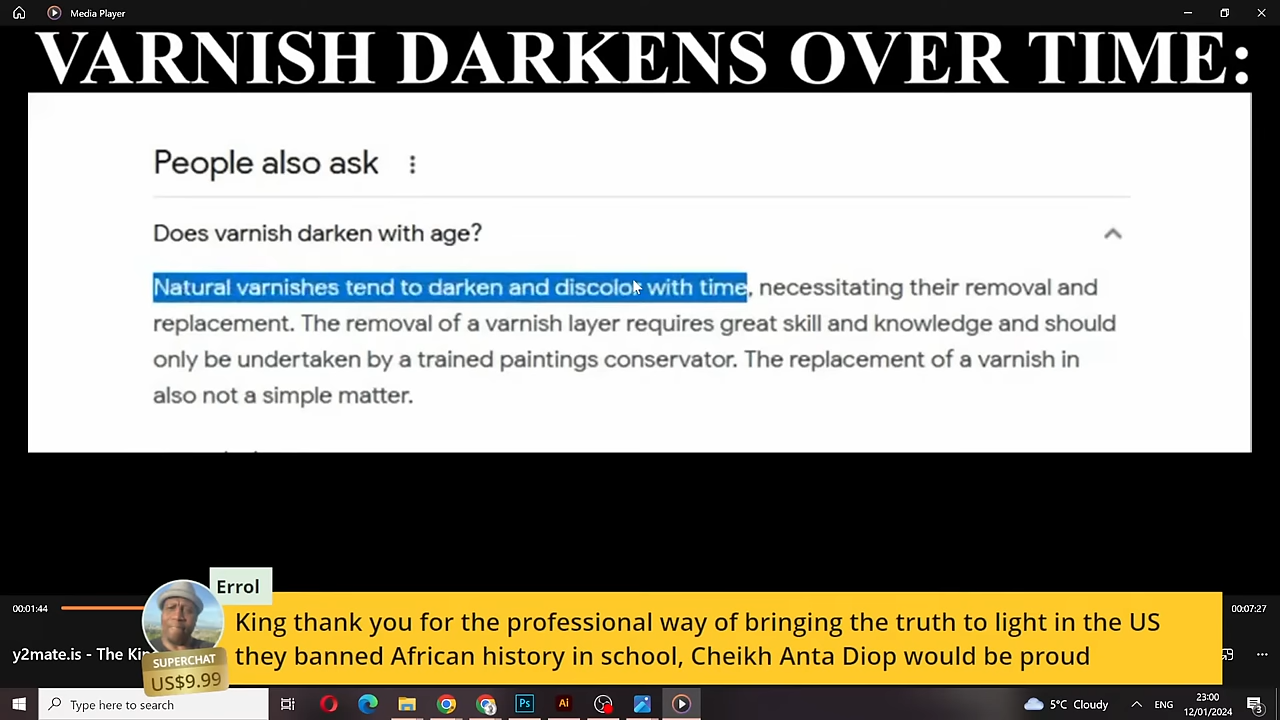 Media Player
VARNISH DARKENS OVER TIME:
People also ask
Does varnish darken with age?
Natural varnishes tend to darken and discolor with time, necessitating their removal and
replacement. The removal of a varnish layer requires great skill and knowledge and should
only be undertaken by a trained paintings conservator. The replacement of a varnish in
also not a simple matter.
Errol
00:01:44
00:07:27
King thank you for the professional way of bringing the truth to light in the US
they banned African history in school, Cheikh Anta Diop would be proud
y2mate.is - The Kin
SUPERCHAT
US$9.99
Type here to search
Ps
Ai
5°C Cloudy
ENG
23:00
12/01/2024
3